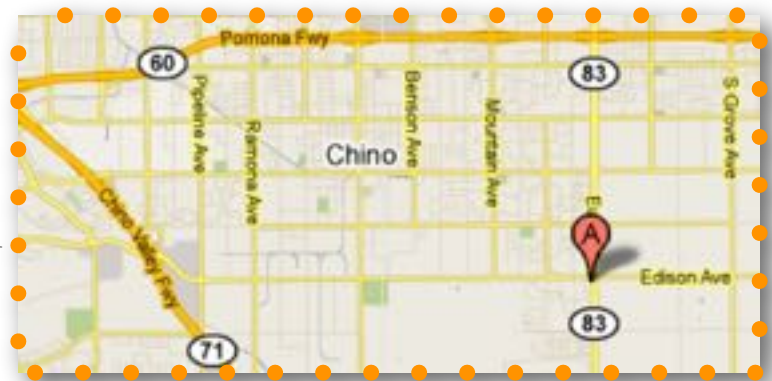 Pomona Fwy
60
83
Pipeline Ave
Ramona Ave
Benson Ave
Mountain Ave
S Grove Ave
Chino
Chino Valley Fwy
A
Edison Ave
83
71